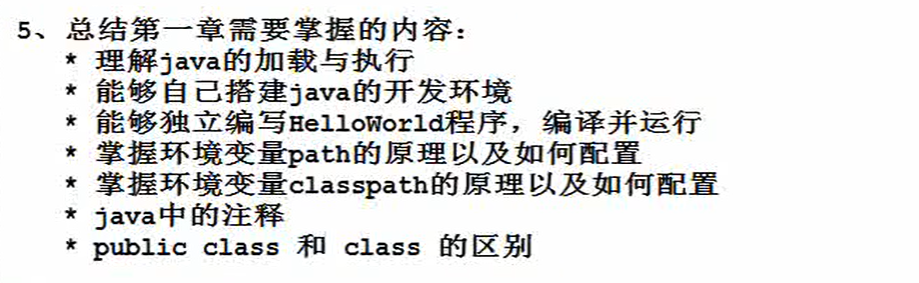 5、总结第一章需要掌握的内容：
* 理解java的加载与执行
* 能够自己搭建java的开发环境
* 能够独立编写HelloWorld程序，编译并运行
* 掌握环境变量path的原理以及如何配置
* 掌握环境变量classpath的原理以及如何配置
* java中的注释
* public class 和 class 的区别